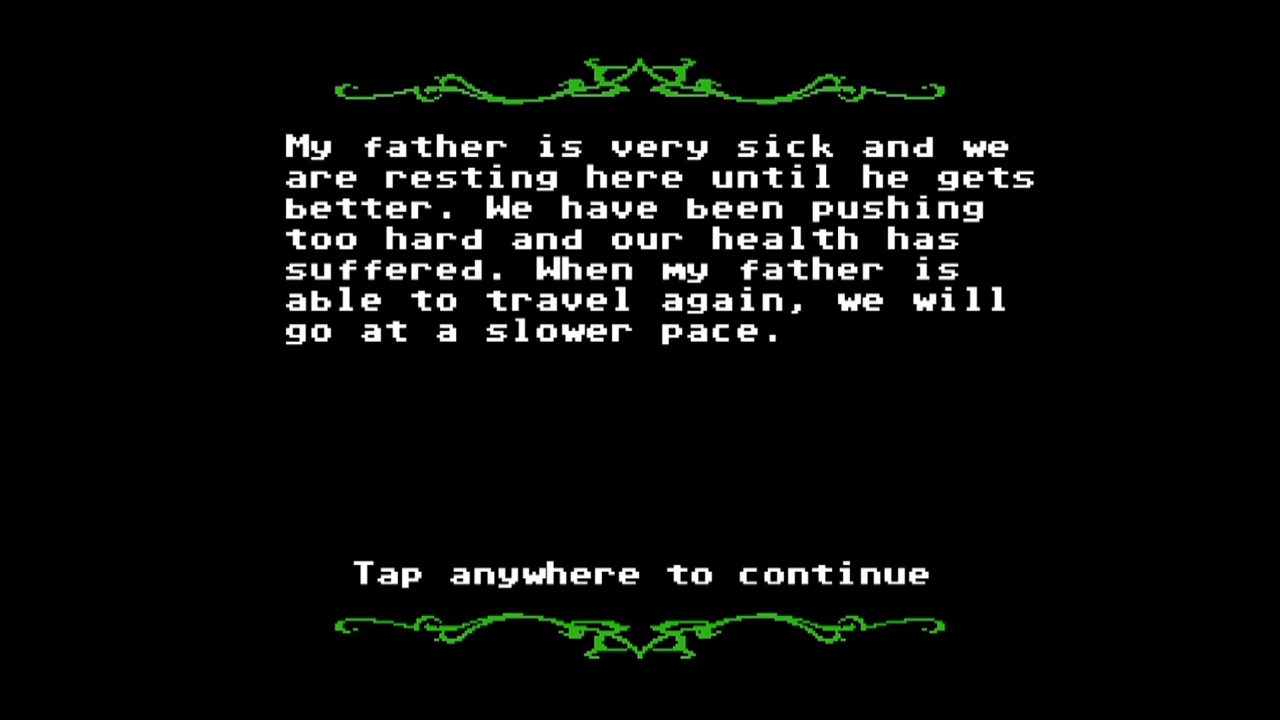 My father is very sick and we
are resting here until he gets
better. We have been pushing
too hard and our health has
suffered. When my father is
able to travel again, we will
go at a slower pace.
Tap anywhere to continue